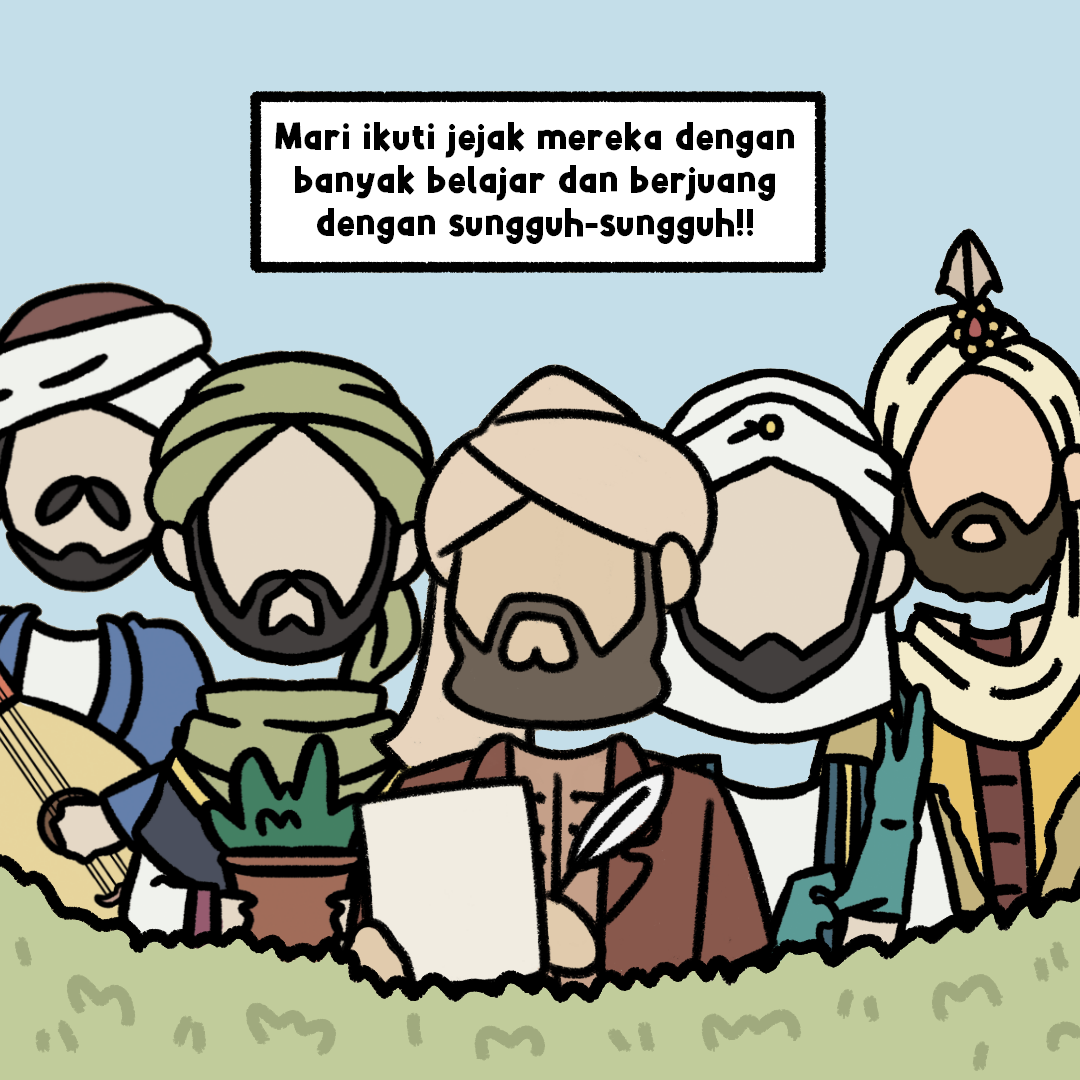 Mari ikuti jejak mereka dengan
banyak belajar dan berjuang
dengan sungguh-sungguh!!